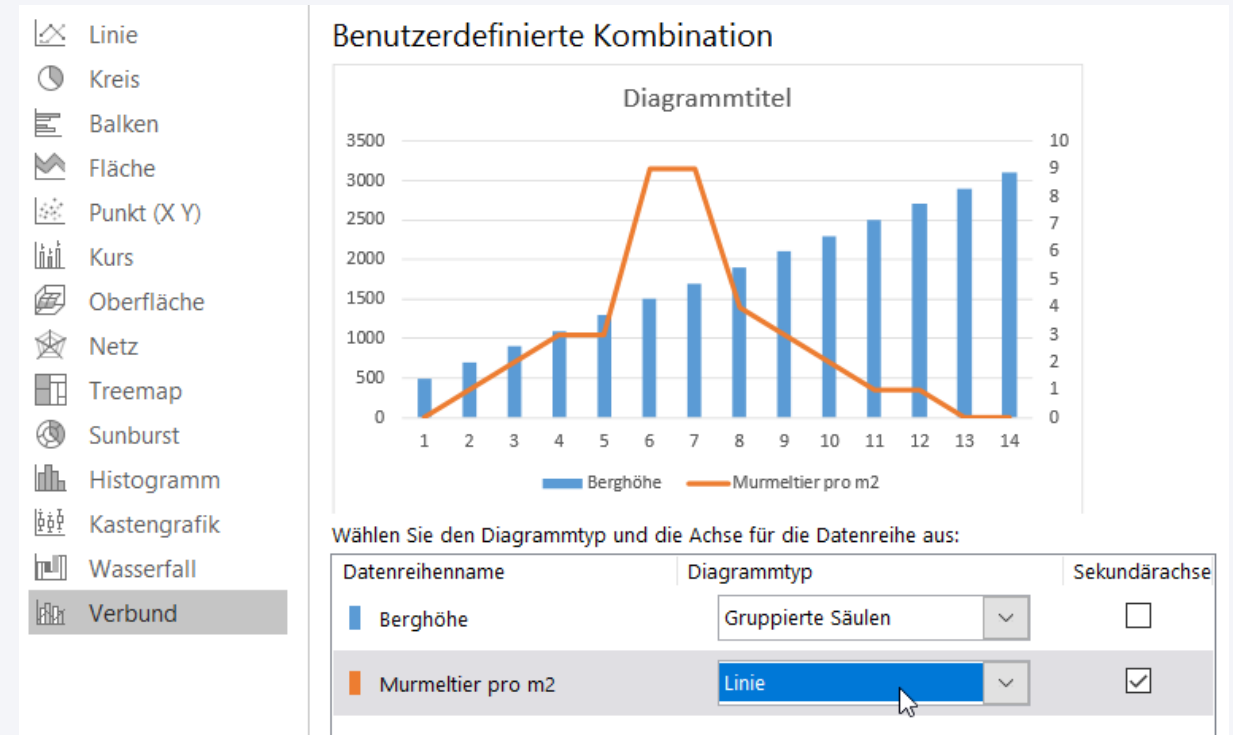 Linie
Kreis
Balken
Fläche
Punkt (X Y)
Kurs
Oberfläche
Netz
Treemap
Sunburst
Histogramm
Kastengrafik
Wasserfall
Verbund
Benutzerdefinierte Kombination
Diagrammtitel
3500
3000
2500
2000
1500
1000
500
0
10
9
8
7
6
5
4
3
2
1
0
1 2 3 4 5 6 7 8 9 10 11 12 13 14
Berghöhe Murmeltier pro m2
Wählen Sie den Diagrammtyp und die Achse für die Datenreihe aus:
Datenreihenname Diagrammtyp Sekundärachse
Berghöhe Gruppierte Säulen
Murmeltier pro m2 Linie